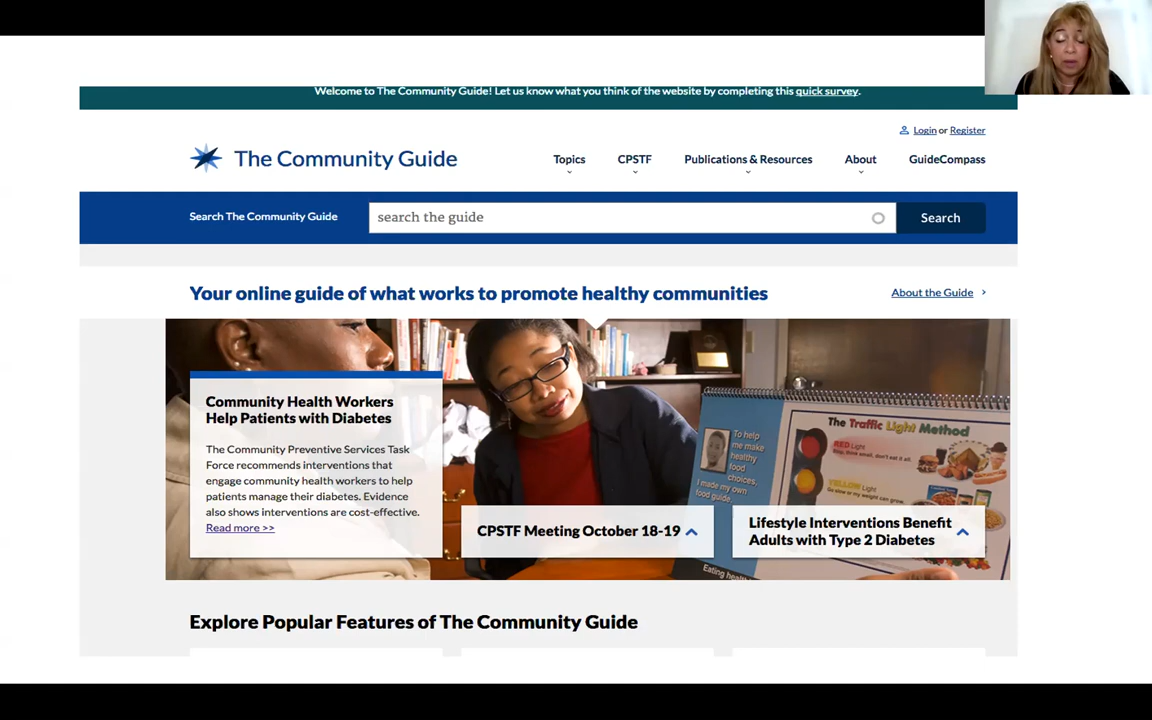 Welcome to The Community Guide! Let us know what you think of the website by completing this quick survey.
Login or Register
The Community Guide
Topics
CPSTF
Publications & Resources
About
GuideCompass
Search The Community Guide
search the guide
Search
Your online guide of what works to promote healthy communities
About the Guide
Community Health Workers
Help Patients with Diabetes
The Community Preventive Services Task
Force recommends interventions that
engage community health workers to help
patients manage their diabetes. Evidence
also shows interventions are cost-effective.
Read more >>
The Traffic Light Method
RED Light
YELLOW Light
To help
me make
healthy
food
choices,
I made my own
food guide.
CPSTF Meeting October 18-19
Lifestyle Interventions Benefit
Adults with Type 2 Diabetes
Explore Popular Features of The Community Guide